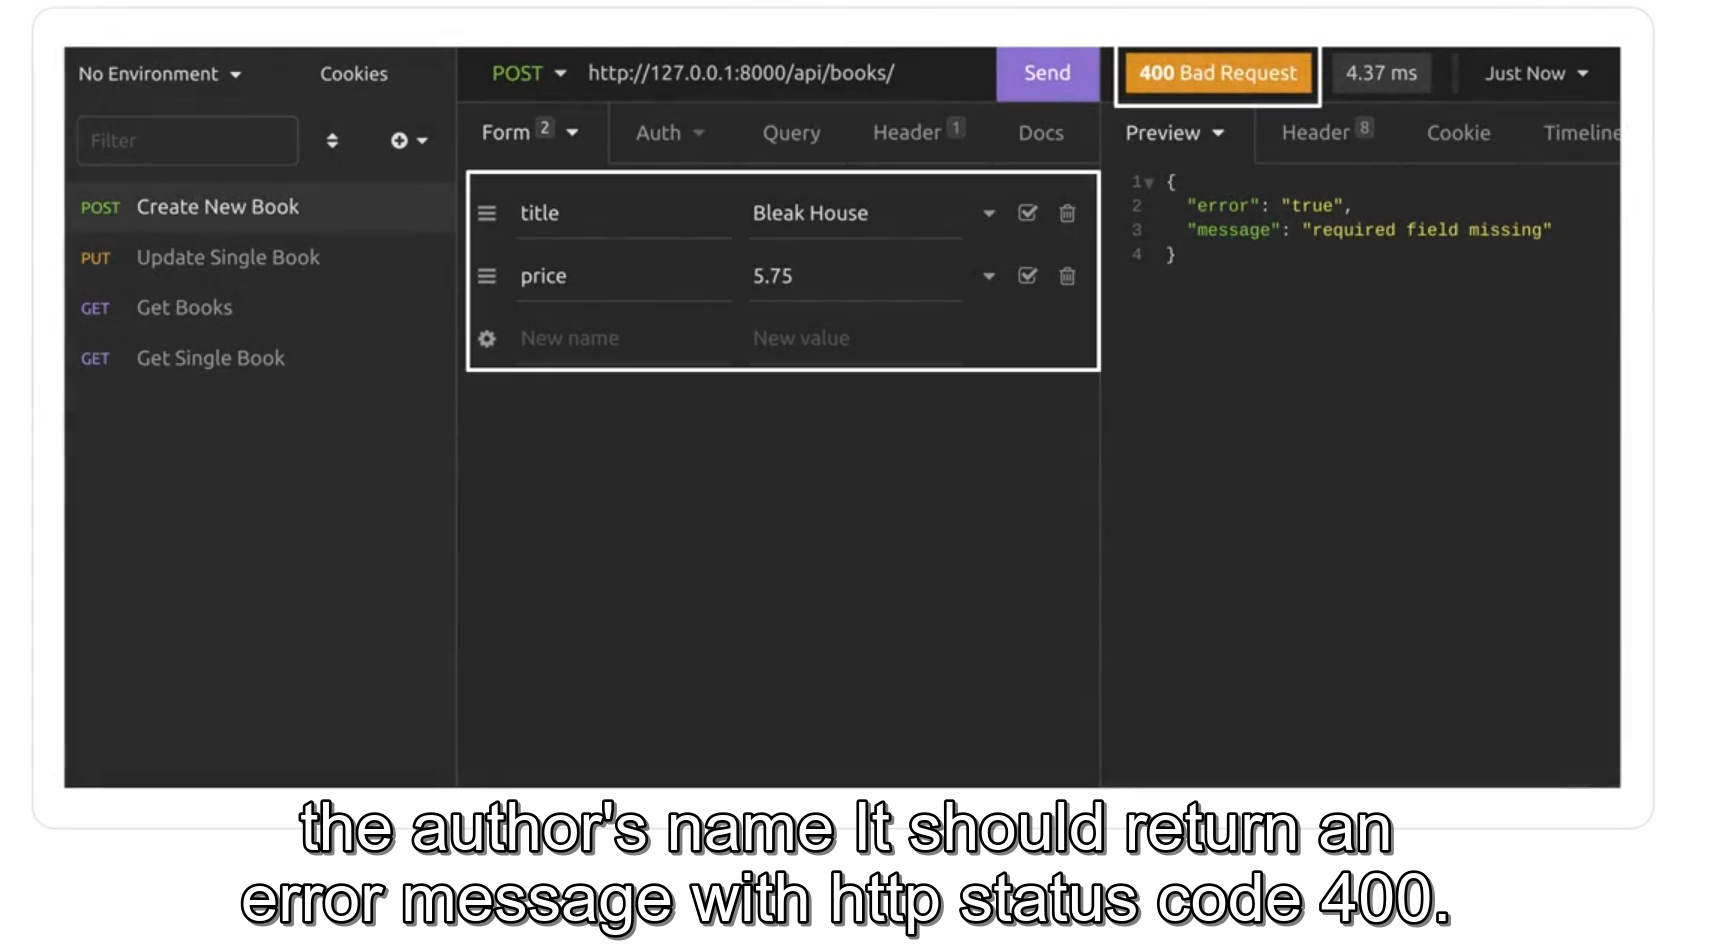 No Environment Cookies
Filter
POST Create New Book
PUT Update Single Book
GET Get Books
GET Get Single Book
POST http://127.0.0.1:8000/api/books/ Send
Form 2 Auth Query Header 1 Docs
title Bleak House
price 5.75
New name New value
400 Bad Request 4.37 ms Just Now
Preview Header 8 Cookie Timeline
1 {
2 "error": "true",
3 "message": "required field missing"
4 }
the author's name It should return an
error message with http status code 400.